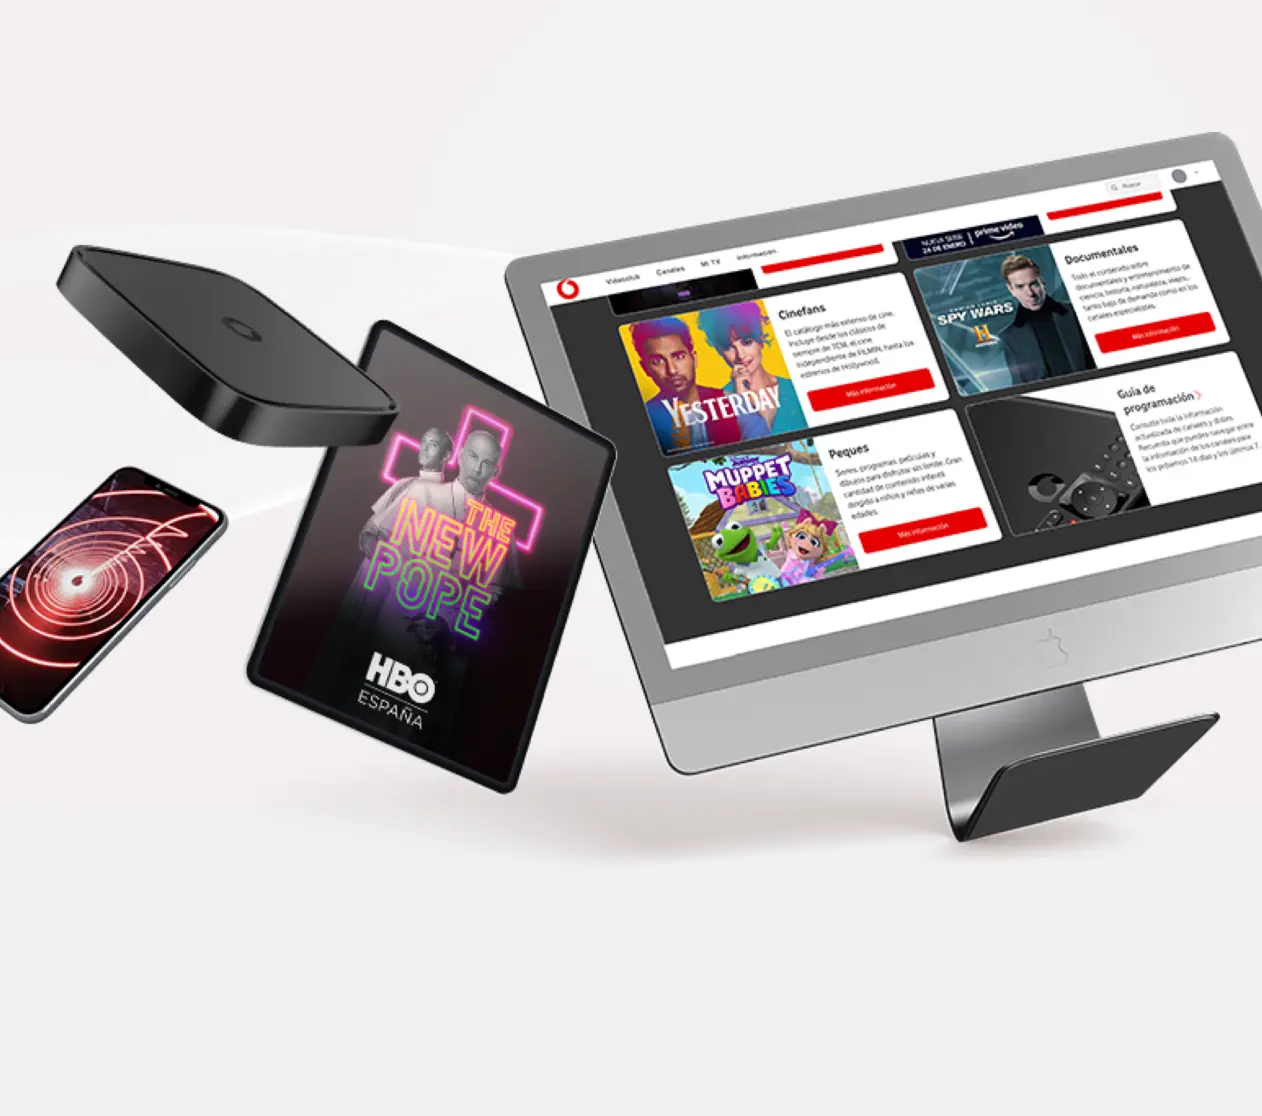 THE
NEW
POPE
HBO
ESPAÑA
Videoclub Canales Mi TV Información
Buscar
NUEVA SERIE
24 DE ENERO
prime video
YESTERDAY
Cinefans
El catálogo más extenso de cine.
Incluye desde los clásicos de
siempre de TCM, el cine
independiente de FILMIN, hasta los
estrenos de Hollywood.
Más información
SPY WARS
H
Documentales
Todo el contenido sobre
documentales y entretenimiento de
ciencia, historia, naturaleza, viajes...
tanto bajo demanda como en los
canales especialistas.
Más información
MUPPET
BABIES
Peques
Series, programas, películas y
dibujos para disfrutar sin límite. Gran
cantidad de contenido infantil
dirigido a niños y niñas de varias
edades.
Más información
Guía de
programación
Consulta toda la información
actualizada de canales y diales.
Recuerda que puedes navegar entre
la información de los canales para
los próximos 14 días y los últimos 7.